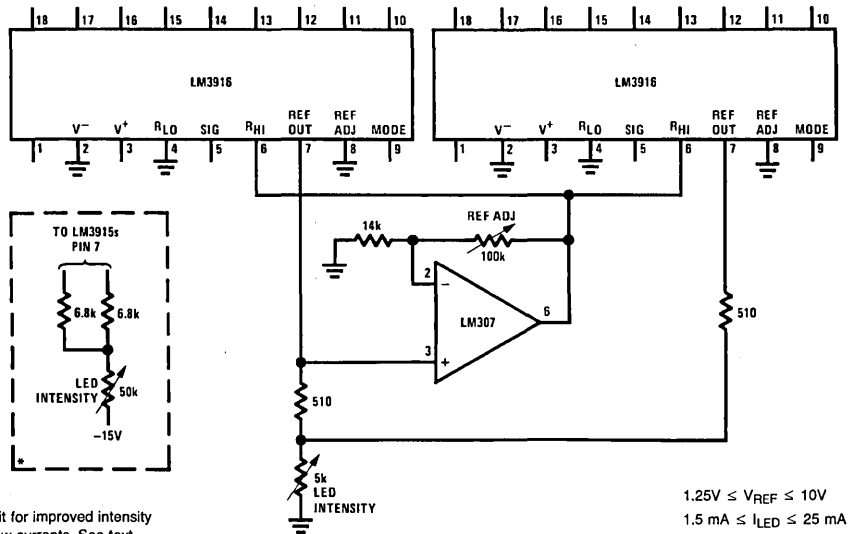 18 17 16 15 14 13 12 11 10
LM3916
V⁻ V⁺ RLO SIG RHI REF OUT REF ADJ MODE
1 2 3 4 5 6 7 8 9
18 17 16 15 14 13 12 11 10
LM3916
V⁻ V⁺ RLO SIG RHI REF OUT REF ADJ MODE
1 2 3 4 5 6 7 8 9
TO LM3915s
PIN 7
6.8k 6.8k
LED
INTENSITY
50k
−15V
*
14k
REF ADJ
100k
2
−
LM307
6
3
+
510
510
5k
LED
INTENSITY
1.25V ≤ VREF ≤ 10V
1.5 mA ≤ ILED ≤ 25 mA
it for improved intensity
currents. See text